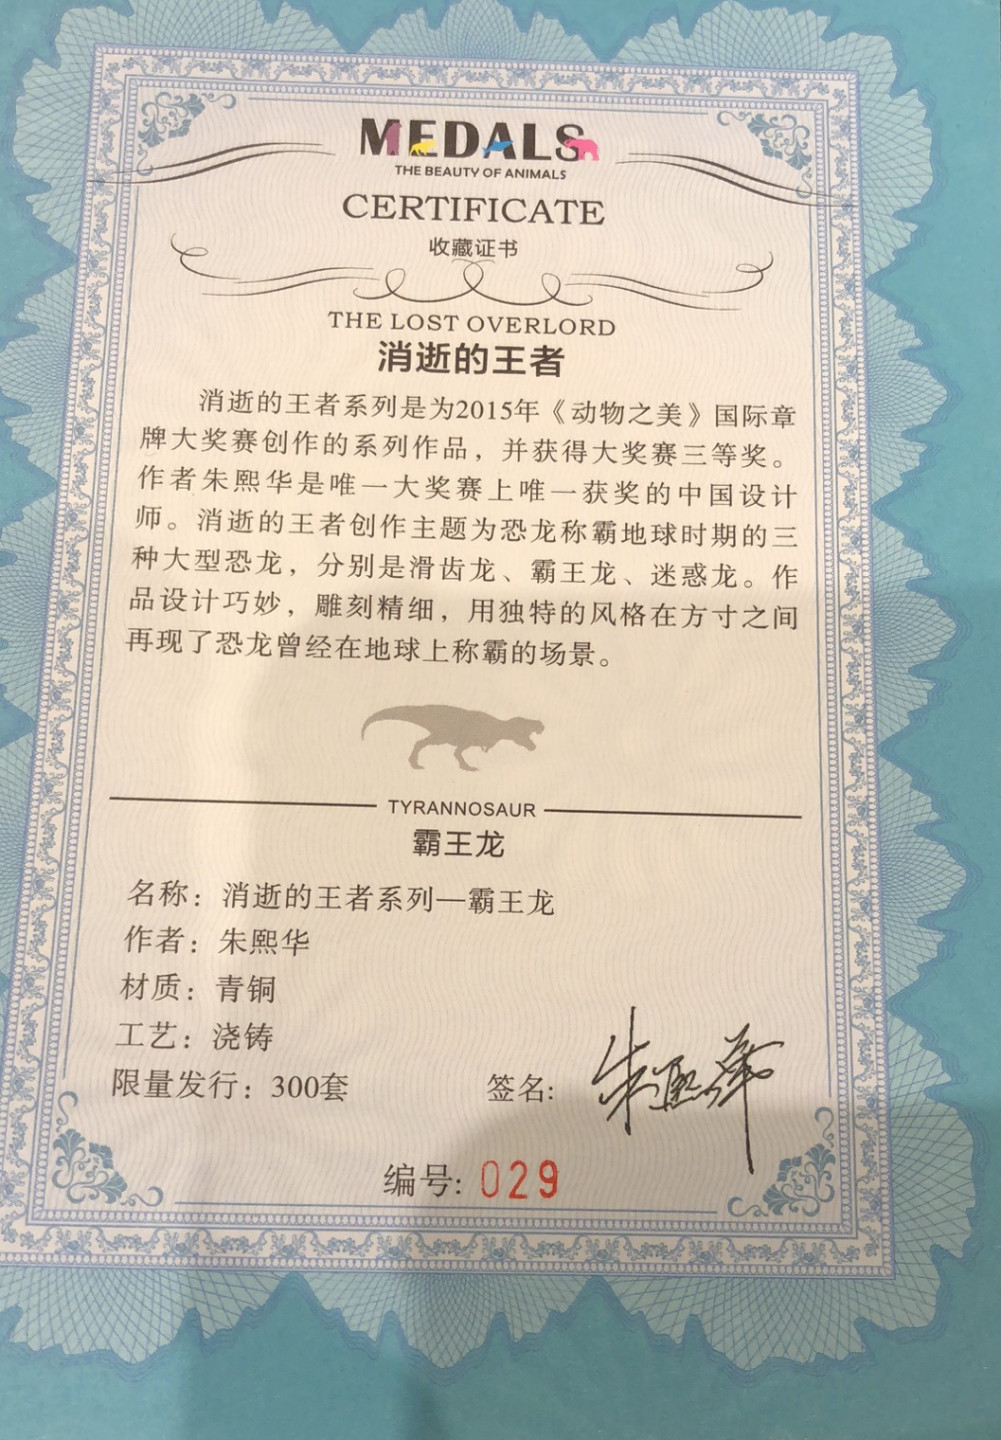 MEDALS
THE BEAUTY OF ANIMALS
CERTIFICATE
收藏证书
THE LOST OVERLORD
消逝的王者
消逝的王者系列是为2015年《动物之美》国际章
牌大奖赛创作的系列作品，并获得大奖赛三等奖。
作者朱熙华是唯一大奖赛上唯一获奖的中国设计
师。消逝的王者创作主题为恐龙称霸地球时期的三
种大型恐龙，分别是滑齿龙、霸王龙、迷惑龙。作
品设计巧妙，雕刻精细，用独特的风格在方寸之间
再现了恐龙曾经在地球上称霸的场景。
TYRANNOSAUR
霸王龙
名称：消逝的王者系列—霸王龙
作者：朱熙华
材质：青铜
工艺：浇铸
限量发行：300套
签名: 朱熙华
编号: 029